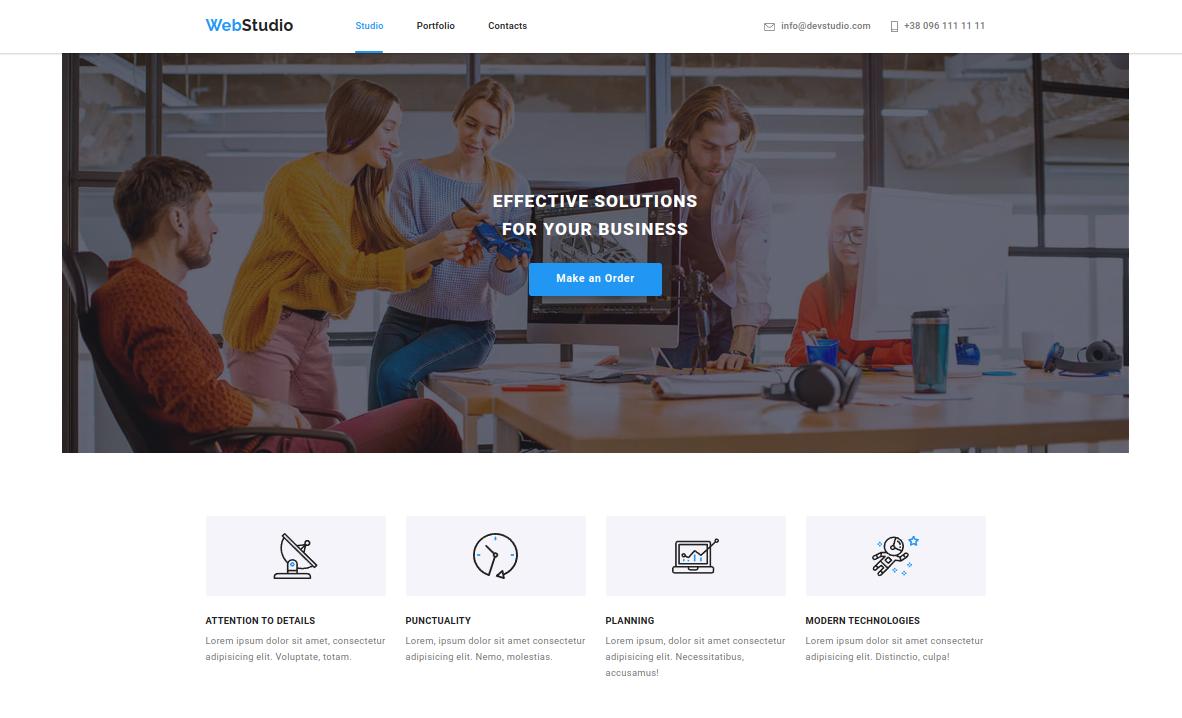 WebStudio
Studio
Portfolio
Contacts
info@devstudio.com
+38 096 111 11 11
EFFECTIVE SOLUTIONS
FOR YOUR BUSINESS
Make an Order
ATTENTION TO DETAILS
Lorem ipsum dolor sit amet, consectetur
adipisicing elit. Voluptate, totam.
PUNCTUALITY
Lorem, ipsum dolor sit amet consectetur
adipisicing elit. Nemo, molestias.
PLANNING
Lorem ipsum, dolor sit amet consectetur
adipisicing elit. Necessitatibus,
accusamus!
MODERN TECHNOLOGIES
Lorem ipsum dolor sit amet consectetur
adipisicing elit. Distinctio, culpa!